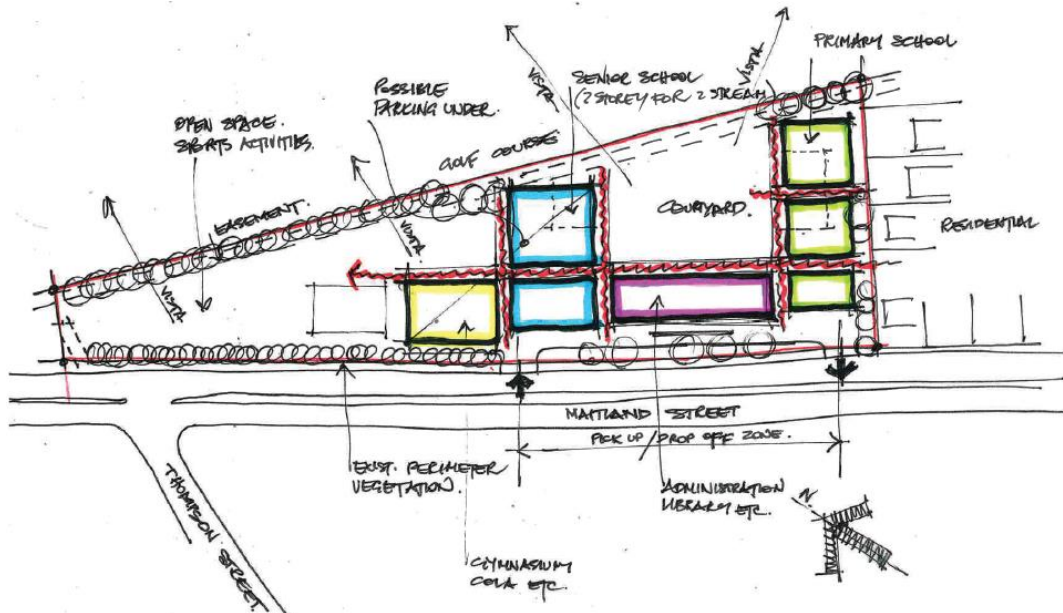 PRIMARY SCHOOL
VISTA
VISTA
SENIOR SCHOOL
(2 STOREY FOR 2 STREAM)
POSSIBLE
PARKING UNDER.
OPEN SPACE.
SPORTS ACTIVITIES.
GOLF COURSE
EASEMENT.
VISTA
VISTA
COURTYARD.
RESIDENTIAL
MAITLAND STREET
PICK UP / DROP OFF ZONE.
EXIST. PERIMETER
VEGETATION.
ADMINISTRATION
LIBRARY ETC.
THOMPSON STREET.
GYMNASIUM
COLA ETC.
N.